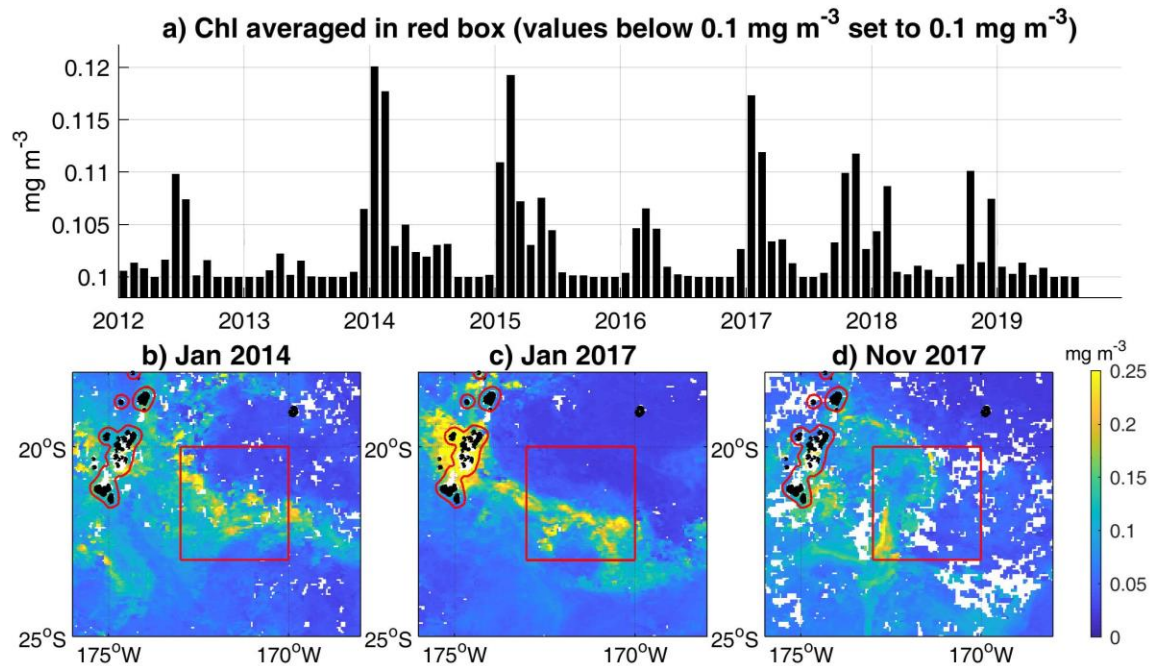 a) Chl averaged in red box (values below 0.1 mg m⁻³ set to 0.1 mg m⁻³)
mg m⁻³
0.12
0.115
0.11
0.105
0.1
2012 2013 2014 2015 2016 2017 2018 2019
b) Jan 2014 c) Jan 2017 d) Nov 2017
mg m⁻³
0.25
0.2
0.15
0.1
0.05
0
20°S 20°S 20°S
25°S 25°S 25°S
175°W 170°W 175°W 170°W 175°W 170°W